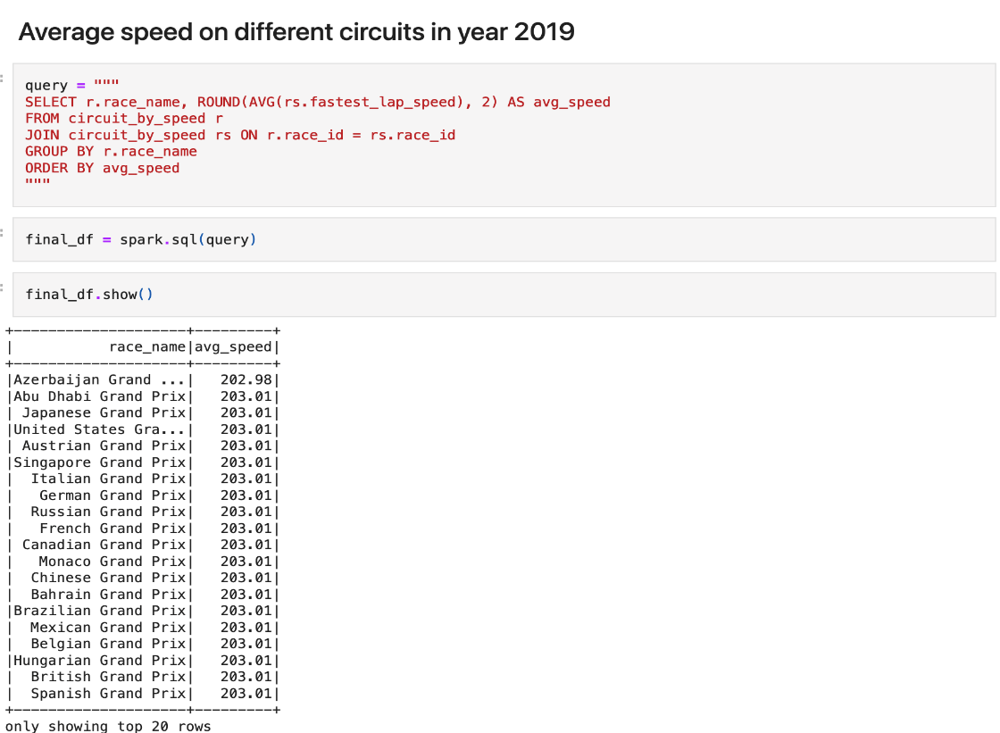 Average speed on different circuits in year 2019
query = """
SELECT r.race_name, ROUND(AVG(rs.fastest_lap_speed), 2) AS avg_speed
FROM circuit_by_speed r
JOIN circuit_by_speed rs ON r.race_id = rs.race_id
GROUP BY r.race_name
ORDER BY avg_speed
"""
final_df = spark.sql(query)
final_df.show()
+--------------------+---------+
|           race_name|avg_speed|
+--------------------+---------+
|Azerbaijan Grand ...|   202.98|
|Abu Dhabi Grand Prix|   203.01|
| Japanese Grand Prix|   203.01|
|United States Gra...|   203.01|
| Austrian Grand Prix|   203.01|
|Singapore Grand Prix|   203.01|
|  Italian Grand Prix|   203.01|
|   German Grand Prix|   203.01|
|  Russian Grand Prix|   203.01|
|   French Grand Prix|   203.01|
| Canadian Grand Prix|   203.01|
|   Monaco Grand Prix|   203.01|
|  Chinese Grand Prix|   203.01|
|  Bahrain Grand Prix|   203.01|
|Brazilian Grand Prix|   203.01|
|  Mexican Grand Prix|   203.01|
|  Belgian Grand Prix|   203.01|
|Hungarian Grand Prix|   203.01|
|  British Grand Prix|   203.01|
|  Spanish Grand Prix|   203.01|
+--------------------+---------+
only showing top 20 rows